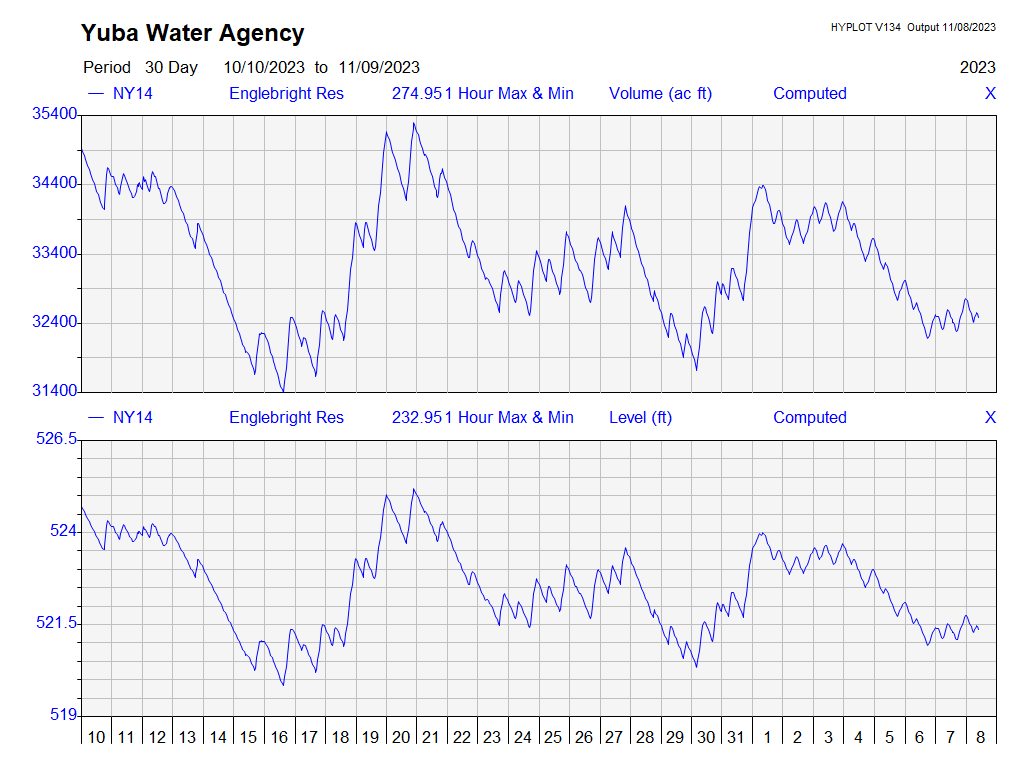 Yuba Water Agency
HYPLOT V134 Output 11/08/2023
Period 30 Day 10/10/2023 to 11/09/2023 2023
NY14 Englebright Res 274.951 Hour Max & Min Volume (ac ft) Computed X
35400
34400
33400
32400
31400
NY14 Englebright Res 232.951 Hour Max & Min Level (ft) Computed X
526.5
524
521.5
519
10 11 12 13 14 15 16 17 18 19 20 21 22 23 24 25 26 27 28 29 30 31 1 2 3 4 5 6 7 8